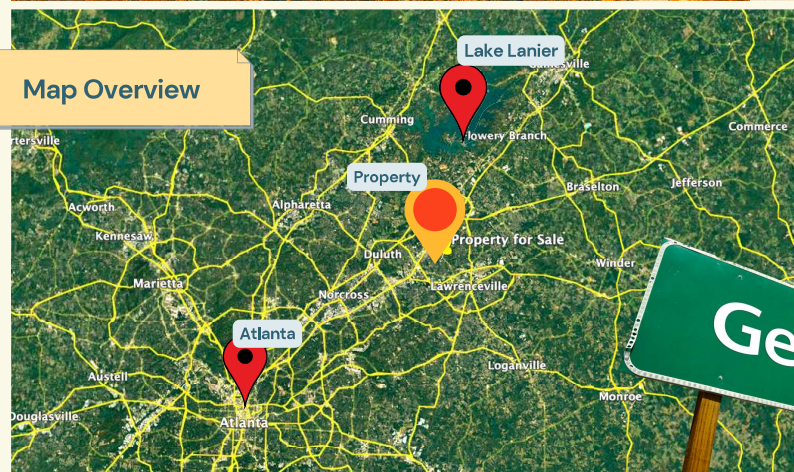 Lake Lanier
Gainesville
Map Overview
Cumming
Flowery Branch
Commerce
rtersville
Property
Braselton
Jefferson
Acworth
Alpharetta
Kennesaw
Property for Sale
Duluth
Winder
Marietta
Lawrenceville
Norcross
Ge
Atlanta
Loganville
Austell
Monroe
Douglasville
Atlanta